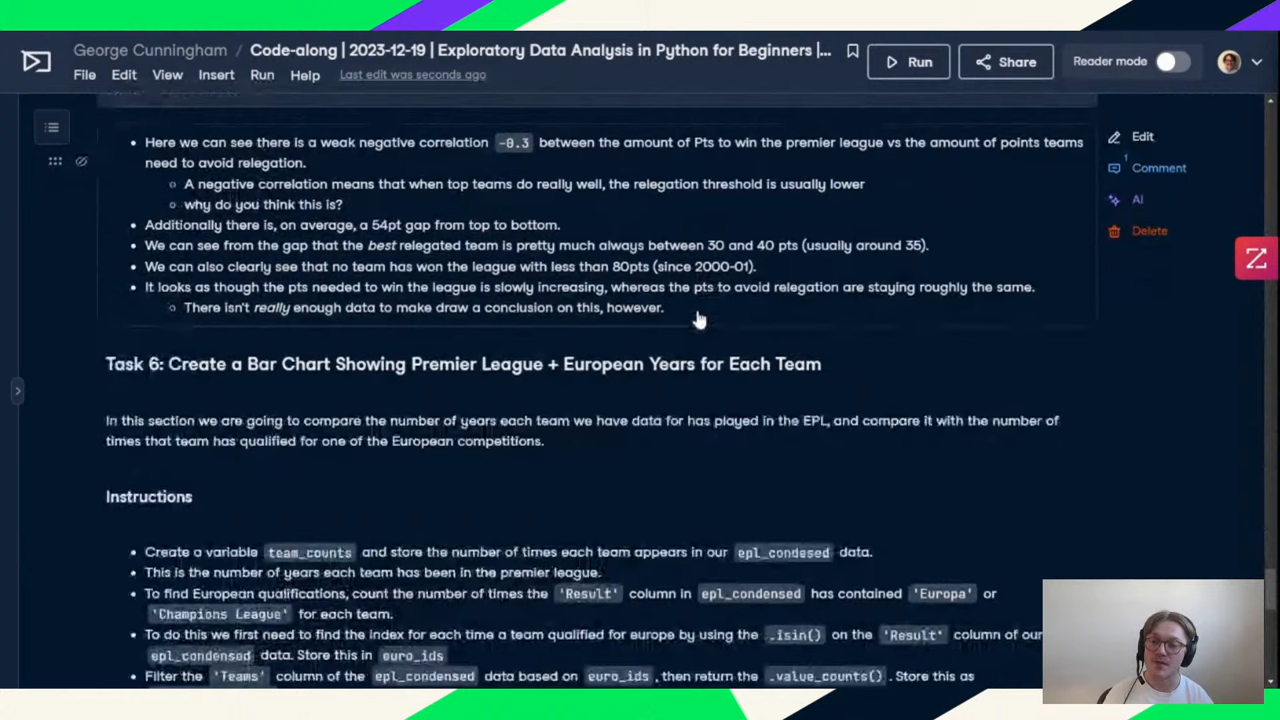 George Cunningham / Code-along | 2023-12-19 | Exploratory Data Analysis in Python for Beginners |...
File Edit View Insert Run Help Last edit was seconds ago
Run
Share
Reader mode
Here we can see there is a weak negative correlation -0.3 between the amount of Pts to win the premier league vs the amount of points teams
need to avoid relegation.
A negative correlation means that when top teams do really well, the relegation threshold is usually lower
why do you think this is?
Additionally there is, on average, a 54pt gap from top to bottom.
We can see from the gap that the best relegated team is pretty much always between 30 and 40 pts (usually around 35).
We can also clearly see that no team has won the league with less than 80pts (since 2000-01).
It looks as though the pts needed to win the league is slowly increasing, whereas the pts to avoid relegation are staying roughly the same.
There isn't really enough data to make draw a conclusion on this, however.
Edit
1
Comment
AI
Delete
Task 6: Create a Bar Chart Showing Premier League + European Years for Each Team
In this section we are going to compare the number of years each team we have data for has played in the EPL, and compare it with the number of
times that team has qualified for one of the European competitions.
Instructions
Create a variable team_counts and store the number of times each team appears in our epl_condesed data.
This is the number of years each team has been in the premier league.
To find European qualifications, count the number of times the 'Result' column in epl_condensed has contained 'Europa' or
'Champions League' for each team.
To do this we first need to find the index for each time a team qualified for europe by using the .isin() on the 'Result' column of our
epl_condensed data. Store this in euro_ids
Filter the 'Teams' column of the epl_condensed data based on euro_ids, then return the .value_counts(). Store this as